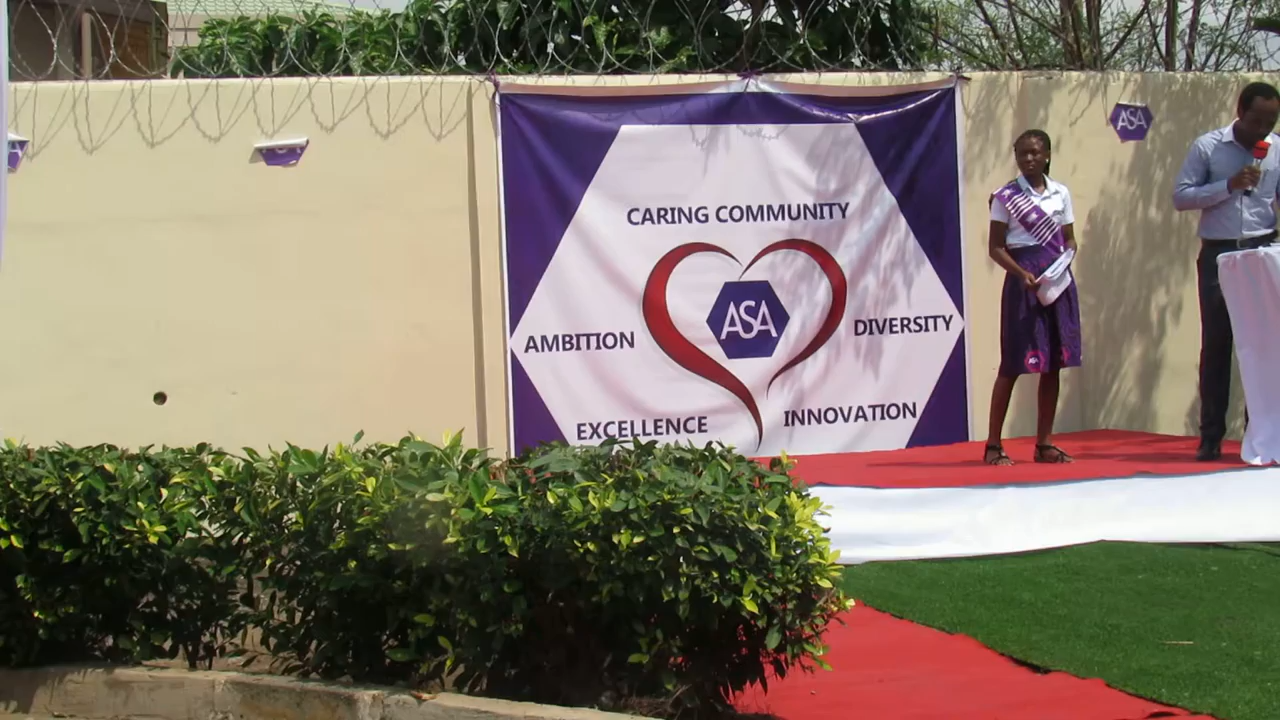 CARING COMMUNITY
ASA
AMBITION
ASA
DIVERSITY
EXCELLENCE
INNOVATION